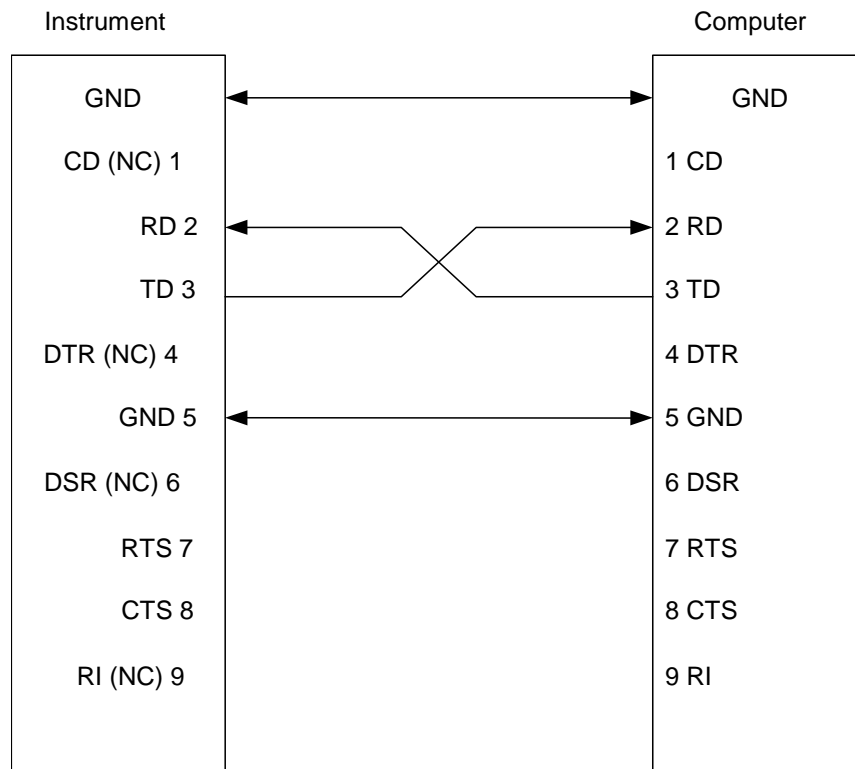 Instrument Computer
GND GND
CD (NC) 1 1 CD
RD 2 2 RD
TD 3 3 TD
DTR (NC) 4 4 DTR
GND 5 5 GND
DSR (NC) 6 6 DSR
RTS 7 7 RTS
CTS 8 8 CTS
RI (NC) 9 9 RI